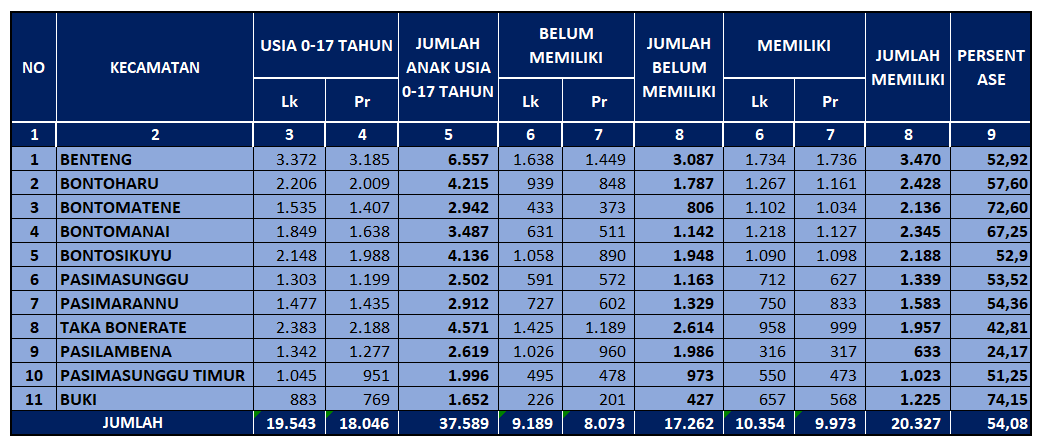 NO KECAMATAN USIA 0-17 TAHUN JUMLAH ANAK USIA 0-17 TAHUN BELUM MEMILIKI JUMLAH BELUM MEMILIKI MEMILIKI JUMLAH MEMILIKI PERSENT ASE
Lk Pr Lk Pr Lk Pr
1 2 3 4 5 6 7 8 6 7 8 9
1 BENTENG 3.372 3.185 6.557 1.638 1.449 3.087 1.734 1.736 3.470 52,92
2 BONTOHARU 2.206 2.009 4.215 939 848 1.787 1.267 1.161 2.428 57,60
3 BONTOMATENE 1.535 1.407 2.942 433 373 806 1.102 1.034 2.136 72,60
4 BONTOMANAI 1.849 1.638 3.487 631 511 1.142 1.218 1.127 2.345 67,25
5 BONTOSIKUYU 2.148 1.988 4.136 1.058 890 1.948 1.090 1.098 2.188 52,9
6 PASIMASUNGGU 1.303 1.199 2.502 591 572 1.163 712 627 1.339 53,52
7 PASIMARANNU 1.477 1.435 2.912 727 602 1.329 750 833 1.583 54,36
8 TAKA BONERATE 2.383 2.188 4.571 1.425 1.189 2.614 958 999 1.957 42,81
9 PASILAMBENA 1.342 1.277 2.619 1.026 960 1.986 316 317 633 24,17
10 PASIMASUNGGU TIMUR 1.045 951 1.996 495 478 973 550 473 1.023 51,25
11 BUKI 883 769 1.652 226 201 427 657 568 1.225 74,15
JUMLAH 19.543 18.046 37.589 9.189 8.073 17.262 10.354 9.973 20.327 54,08